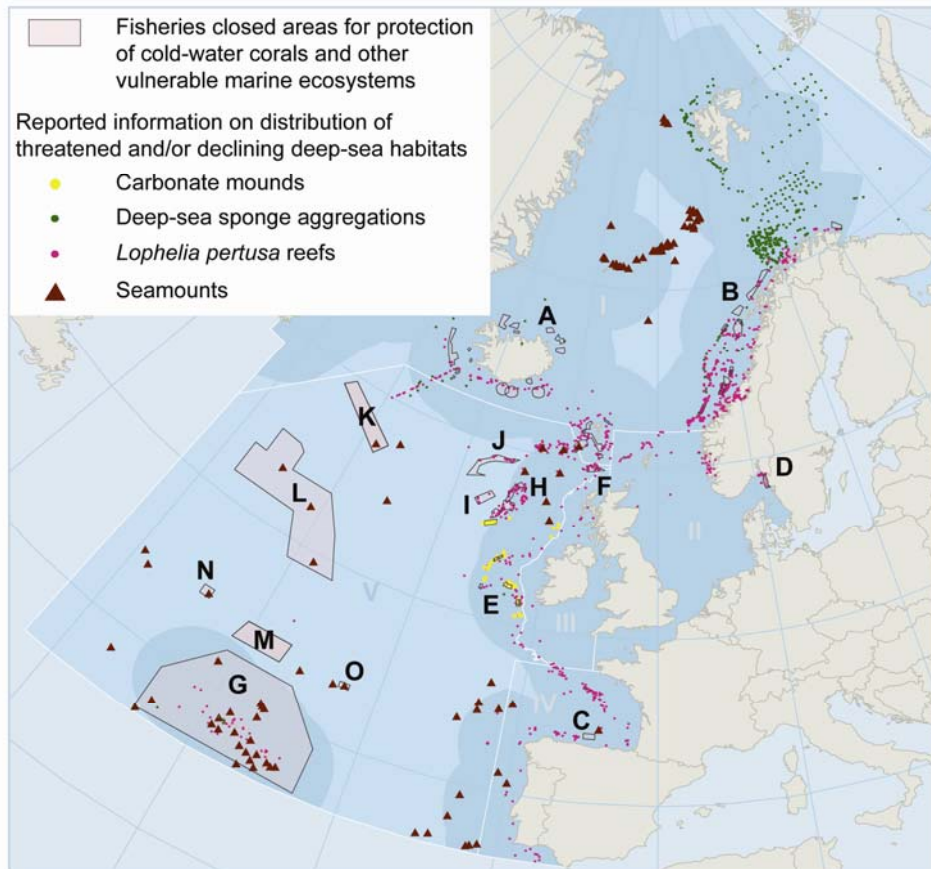 Fisheries closed areas for protection
of cold-water corals and other
vulnerable marine ecosystems
Reported information on distribution of
threatened and/or declining deep-sea habitats
Carbonate mounds
Deep-sea sponge aggregations
Lophelia pertusa reefs
Seamounts
I
B
A
K
J
D
L
H
F
I
II
N
V
E
III
M
G
O
IV
C